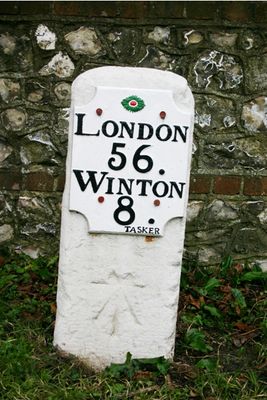 LONDON
56.
WINTON
8.
TASKER